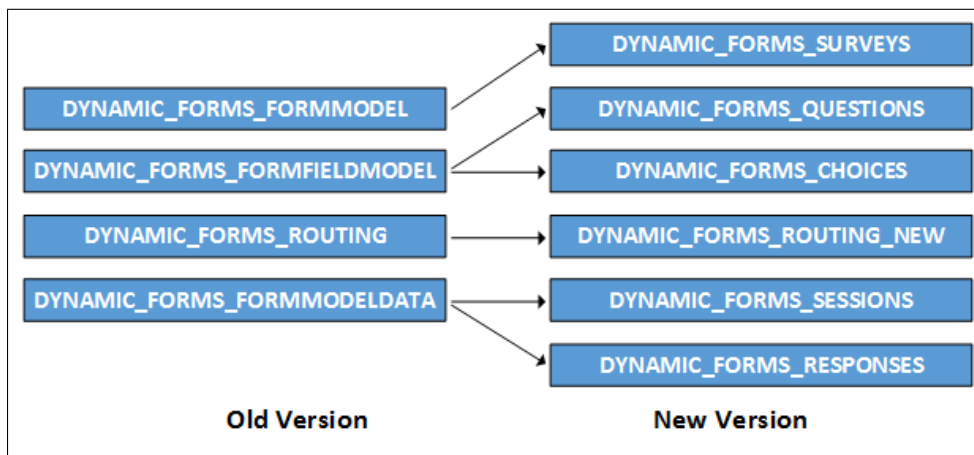 DYNAMIC_FORMS_SURVEYS
DYNAMIC_FORMS_FORMMODEL
DYNAMIC_FORMS_QUESTIONS
DYNAMIC_FORMS_FORMFIELDMODEL
DYNAMIC_FORMS_CHOICES
DYNAMIC_FORMS_ROUTING
DYNAMIC_FORMS_ROUTING_NEW
DYNAMIC_FORMS_FORMMODELDATA
DYNAMIC_FORMS_SESSIONS
DYNAMIC_FORMS_RESPONSES
Old Version
New Version